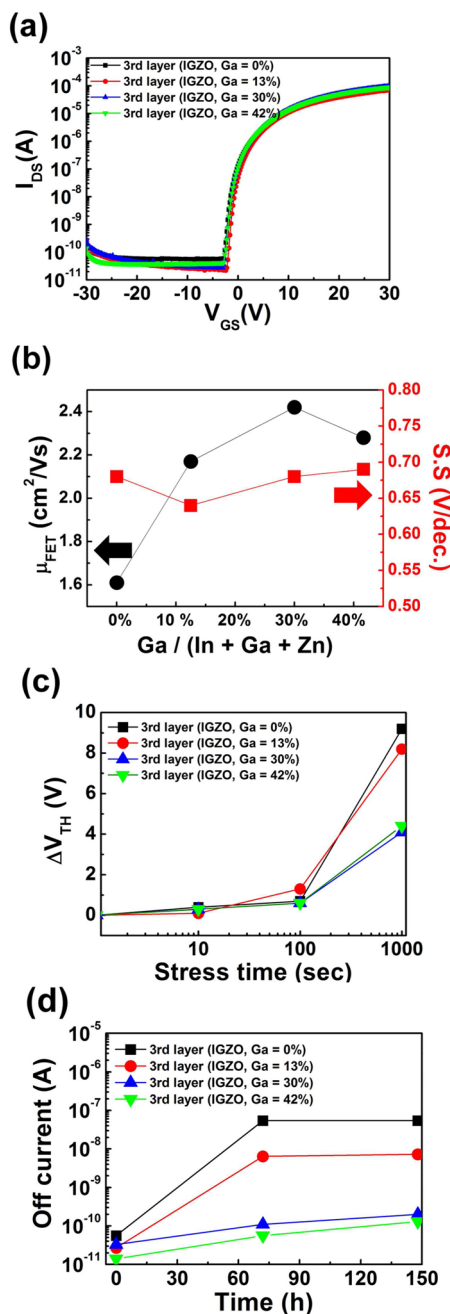 (a)
3rd layer (IGZO, Ga = 0%)
3rd layer (IGZO, Ga = 13%)
3rd layer (IGZO, Ga = 30%)
3rd layer (IGZO, Ga = 42%)
10⁻³
10⁻⁴
10⁻⁵
10⁻⁶
10⁻⁷
10⁻⁸
10⁻⁹
10⁻¹⁰
10⁻¹¹
I_DS(A)
-30 -20 -10 0 10 20 30
V_GS(V)
(b)
2.4
2.2
2.0
1.8
1.6
μ_FET (cm²/Vs)
0.80
0.75
0.70
0.65
0.60
0.55
0.50
S.S (V/dec.)
0% 10 % 20% 30% 40%
Ga / (In + Ga + Zn)
(c)
3rd layer (IGZO, Ga = 0%)
3rd layer (IGZO, Ga = 13%)
3rd layer (IGZO, Ga = 30%)
3rd layer (IGZO, Ga = 42%)
10
8
6
4
2
0
ΔV_TH (V)
10 100 1000
Stress time (sec)
(d)
3rd layer (IGZO, Ga = 0%)
3rd layer (IGZO, Ga = 13%)
3rd layer (IGZO, Ga = 30%)
3rd layer (IGZO, Ga = 42%)
10⁻⁵
10⁻⁶
10⁻⁷
10⁻⁸
10⁻⁹
10⁻¹⁰
10⁻¹¹
Off current (A)
0 30 60 90 120 150
Time (h)